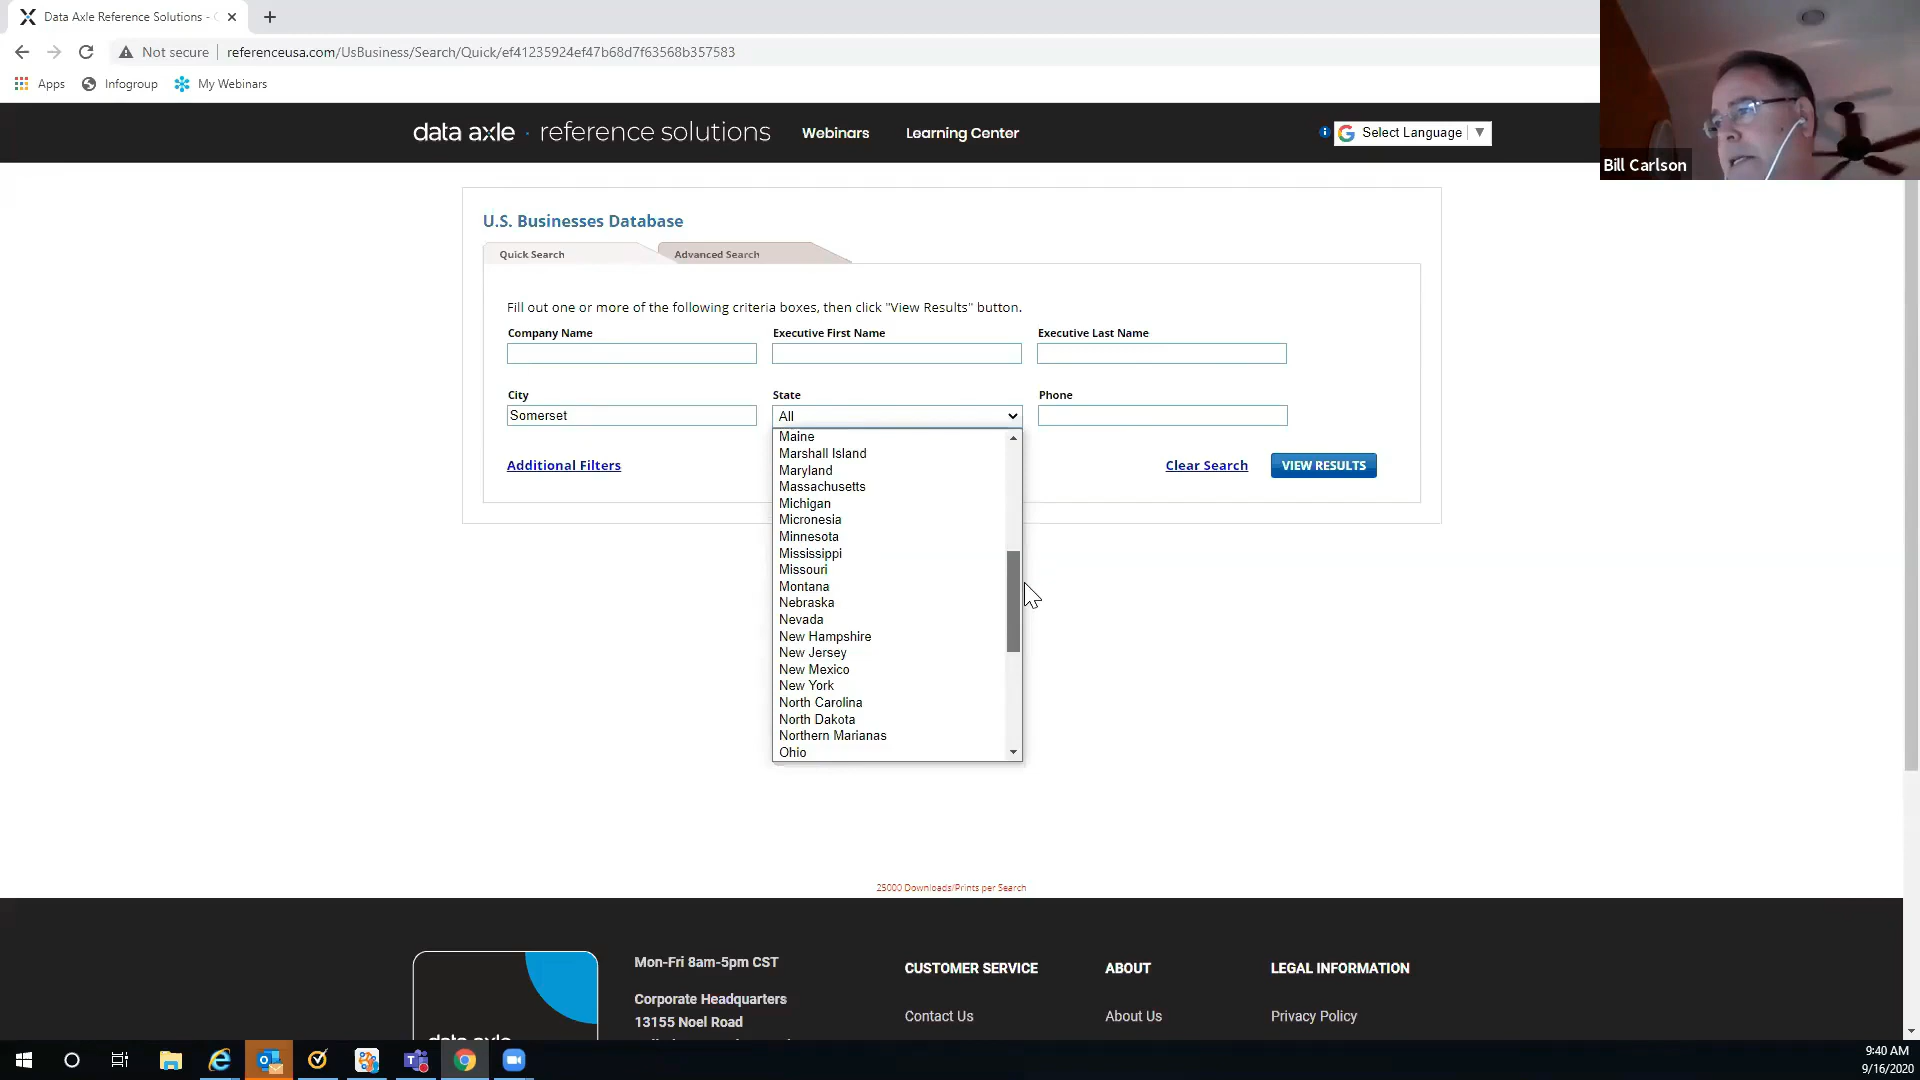 Data Axle Reference Solutions -
Not secure
referenceusa.com/UsBusiness/Search/Quick/ef41235924ef47b68d7f63568b357583
Apps
Infogroup
My Webinars
data axle · reference solutions
Webinars
Learning Center
Select Language
Bill Carlson
U.S. Businesses Database
Quick Search
Advanced Search
Fill out one or more of the following criteria boxes, then click "View Results" button.
Company Name
Executive First Name
Executive Last Name
City
State
Phone
Somerset
All
Additional Filters
Clear Search
VIEW RESULTS
Maine
Marshall Island
Maryland
Massachusetts
Michigan
Micronesia
Minnesota
Mississippi
Missouri
Montana
Nebraska
Nevada
New Hampshire
New Jersey
New Mexico
New York
North Carolina
North Dakota
Northern Marianas
Ohio
25000 Downloads/Prints per Search
Mon-Fri 8am-5pm CST
Corporate Headquarters
13155 Noel Road
CUSTOMER SERVICE
Contact Us
ABOUT
About Us
LEGAL INFORMATION
Privacy Policy
9:40 AM
9/16/2020